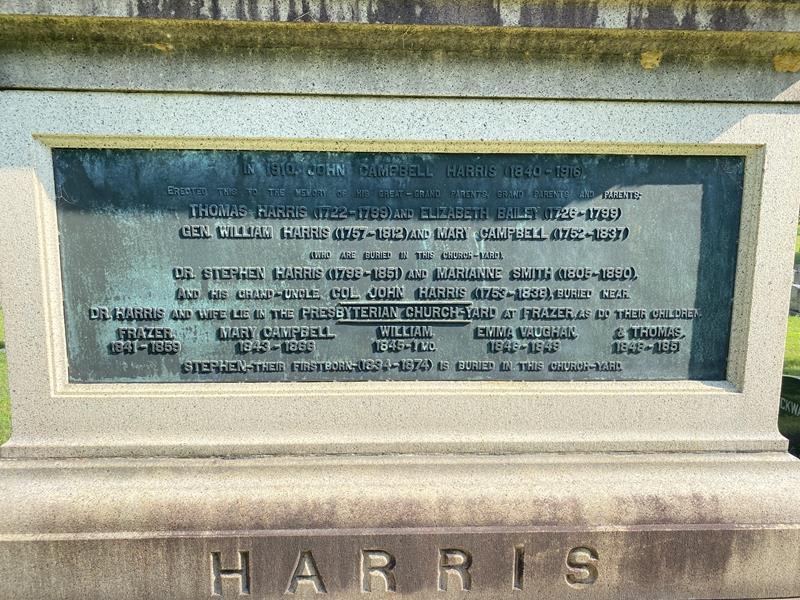 IN 1910, JOHN CAMPBELL HARRIS (1840-1916)
ERECTED THIS TO THE MEMORY OF HIS GREAT-GRAND PARENTS, GRAND PARENTS AND PARENTS:
THOMAS HARRIS (1722-1799) AND ELIZABETH BAILEY (1726-1796)
GEN. WILLIAM HARRIS (1757-1812) AND MARY CAMPBELL (1752-1837)
(WHO ARE BURIED IN THIS CHURCH-YARD),
DR. STEPHEN HARRIS (1798-1851) AND MARIANNE SMITH (1805-1890),
AND HIS GRAND-UNCLE, COL. JOHN HARRIS (1753-1838), BURIED NEAR.
DR. HARRIS AND WIFE LIE IN THE PRESBYTERIAN CHURCH-YARD AT FRAZER, AS DO THEIR CHILDREN.
FRAZER, MARY CAMPBELL, WILLIAM, EMMA VAUGHAN, & THOMAS,
1841-1859 1843-1866 1845-1 MO. 1846-1849 1848-1851
STEPHEN-THEIR FIRSTBORN-(1834-1874) IS BURIED IN THIS CHURCH-YARD.
HARRIS